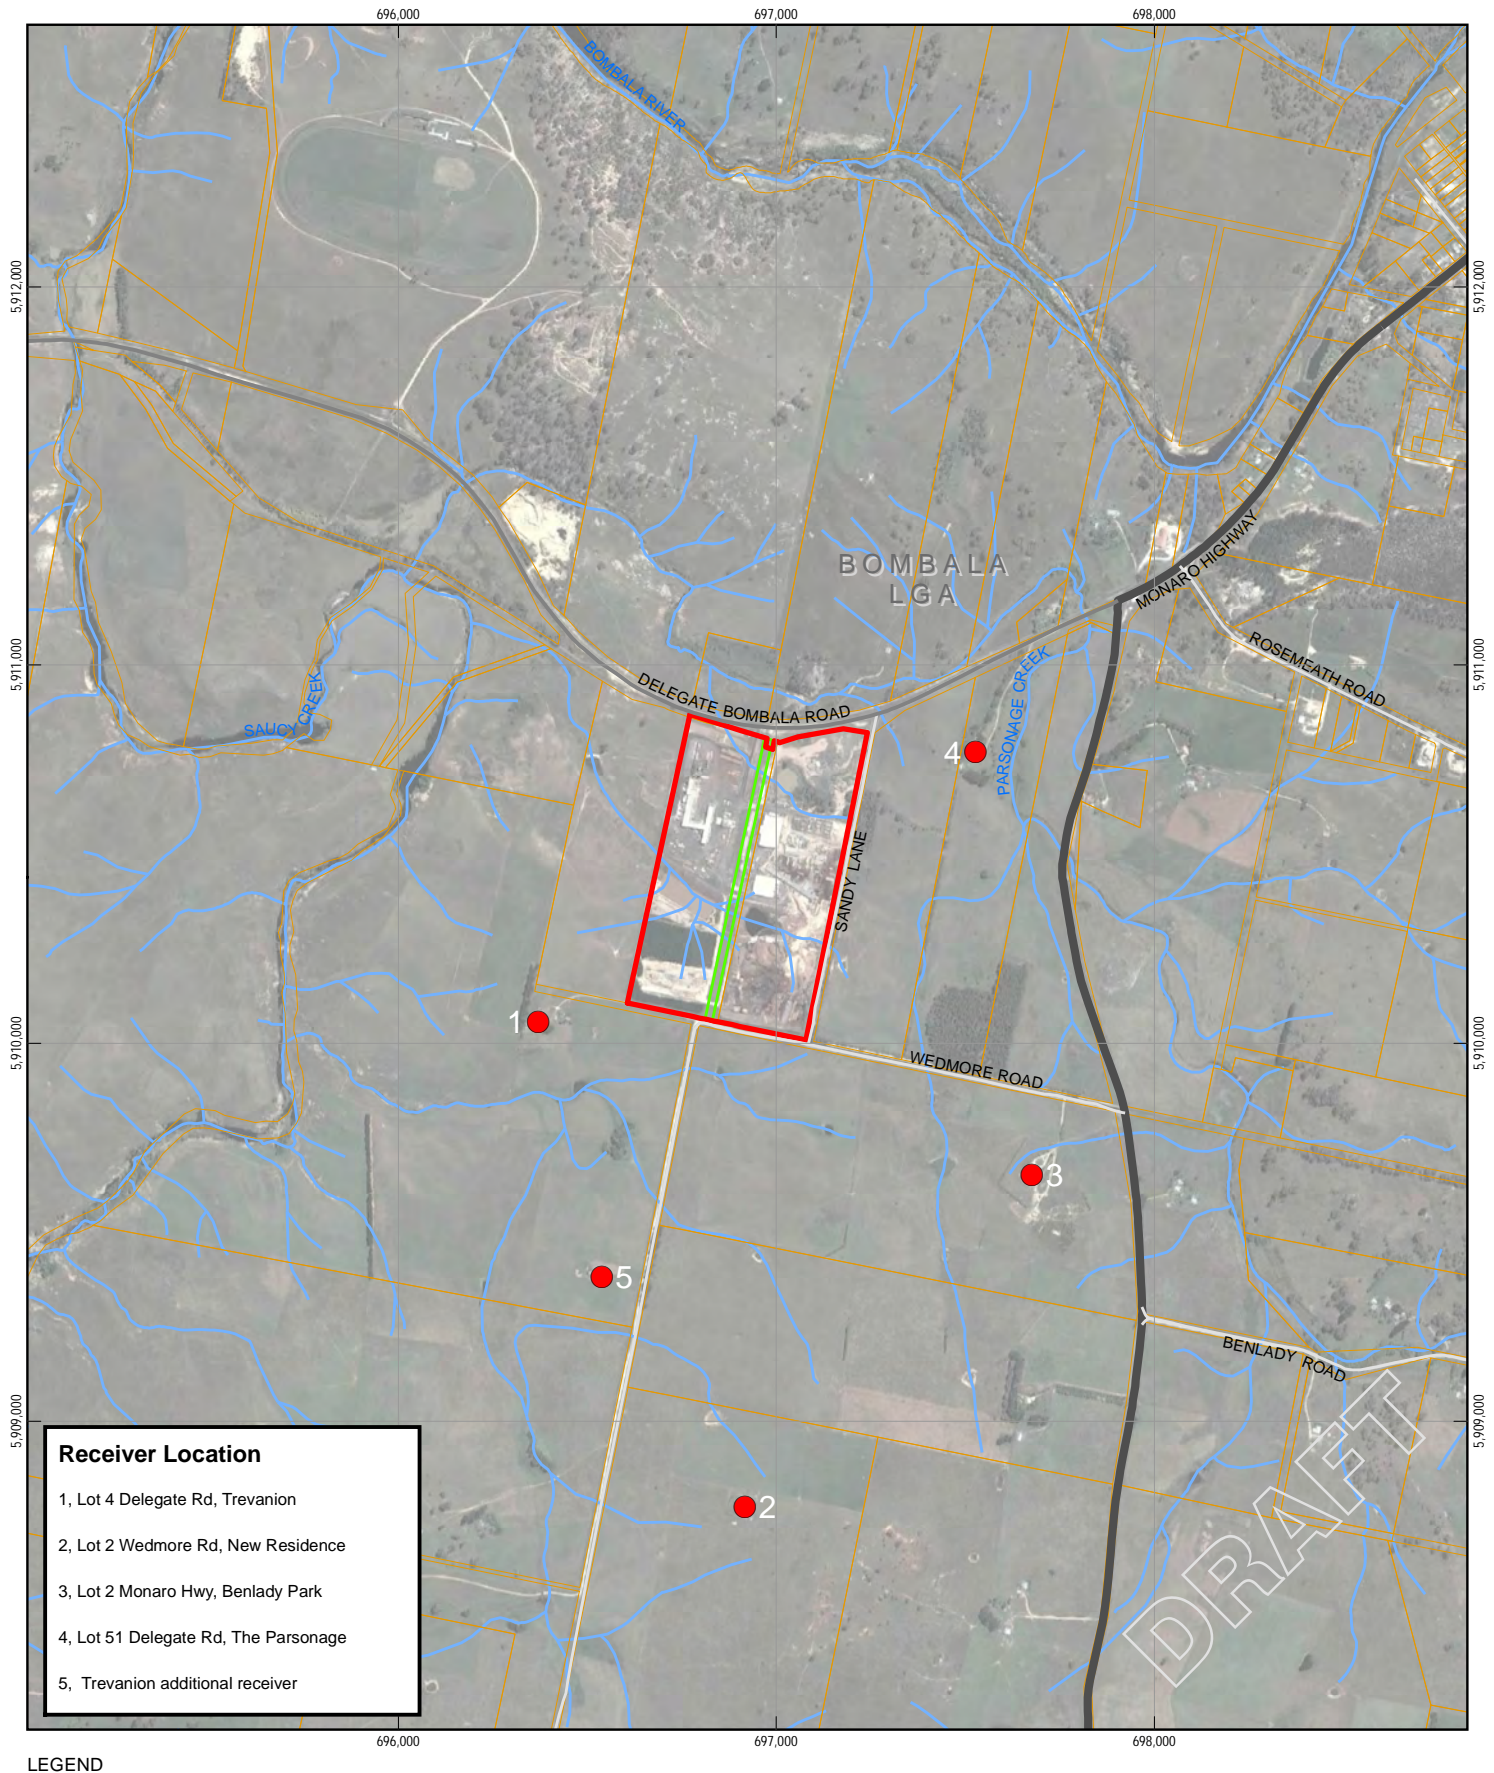 696,000
697,000
698,000
BOMBALA RIVER
5,912,000
5,912,000
BOMBALA
LGA
MONARO HIGHWAY
ROSEMEATH ROAD
5,911,000
5,911,000
SAUCY CREEK
DELEGATE BOMBALA ROAD
PARSONAGE CREEK
4
SANDY LANE
1
5,910,000
5,910,000
WEDMORE ROAD
3
5
BENLADY ROAD
5,909,000
5,909,000
2
DRAFT
Receiver Location
1, Lot 4 Delegate Rd, Trevanion
2, Lot 2 Wedmore Rd, New Residence
3, Lot 2 Monaro Hwy, Benlady Park
4, Lot 51 Delegate Rd, The Parsonage
5, Trevanion additional receiver
696,000
697,000
698,000
LEGEND